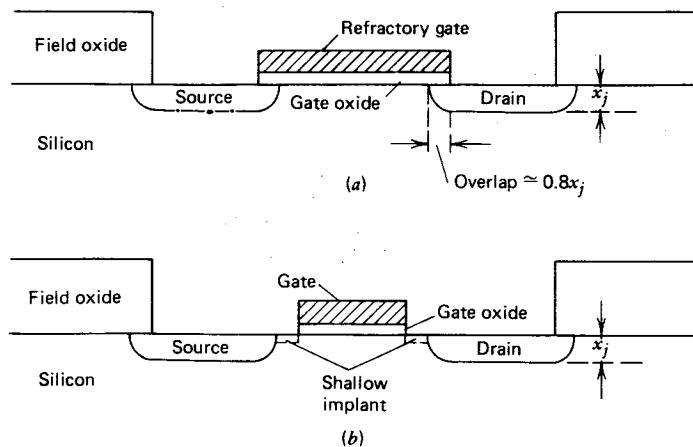 Refractory gate
Field oxide
Source
Gate oxide
Drain
x_j
Silicon
Overlap ≃ 0.8x_j
(a)
Gate
Field oxide
Gate oxide
Source
Drain
x_j
Silicon
Shallow
implant
(b)